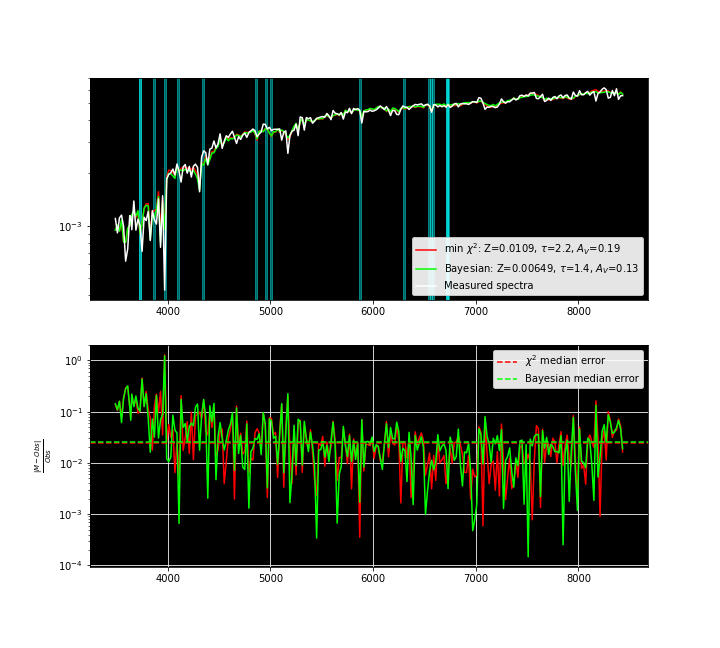 10⁻³
min χ²: Z=0.0109, τ=2.2, A_V=0.19
Bayesian: Z=0.00649, τ=1.4, A_V=0.13
Measured spectra
4000 5000 6000 7000 8000
10⁰
10⁻¹
10⁻²
10⁻³
10⁻⁴
|M − Obs|
Obs
χ² median error
Bayesian median error
4000 5000 6000 7000 8000